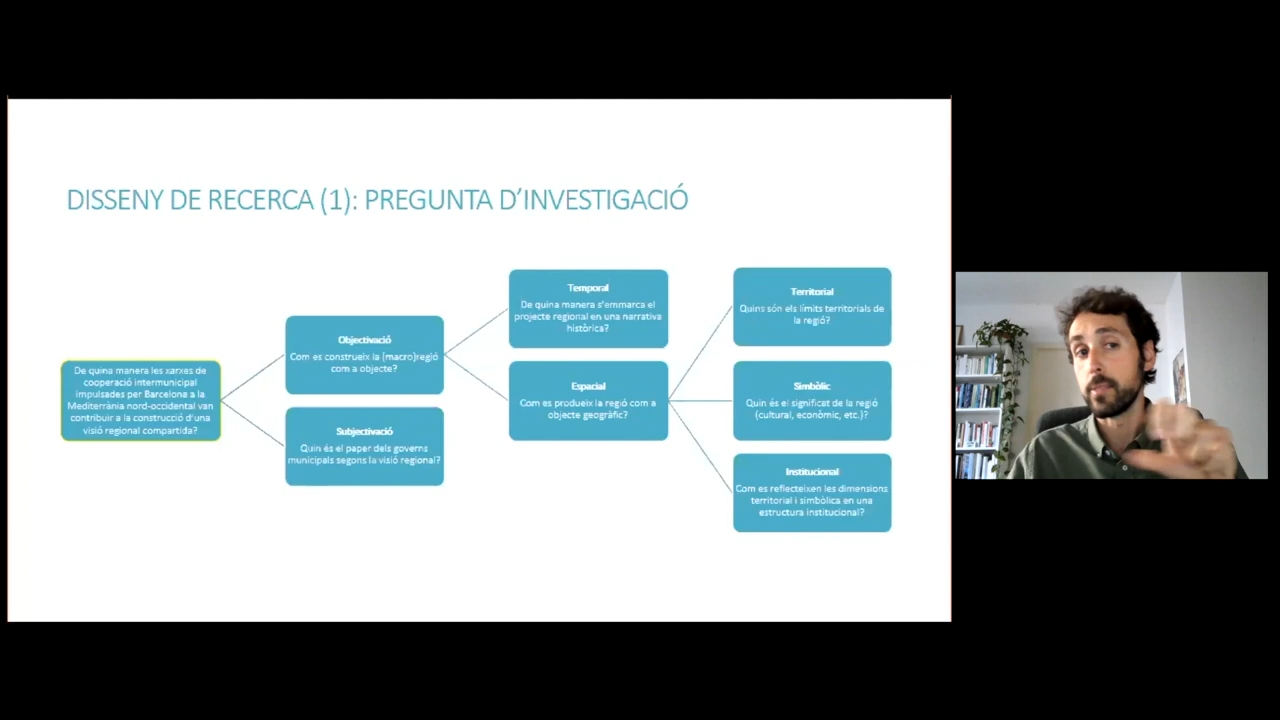 DISSENY DE RECERCA (1): PREGUNTA D'INVESTIGACIÓ
De quina manera les xarxes de
cooperació intermunicipal
impulsades per Barcelona a la
Mediterrània nord-occidental van
contribuir a la construcció d'una
visió regional compartida?
Objectivació
Com es construeix la (macro)regió
com a objecte?
Subjectivació
Quin és el paper dels governs
municipals segons la visió regional?
Temporal
De quina manera s'emmarca el
projecte regional en una narrativa
històrica?
Espacial
Com es produeix la regió com a
objecte geogràfic?
Territorial
Quins són els límits territorials de
la regió?
Simbòlic
Quin és el significat de la regió
(cultural, econòmic, etc.)?
Institucional
Com es reflecteixen les dimensions
territorial i simbòlica en una
estructura institucional?